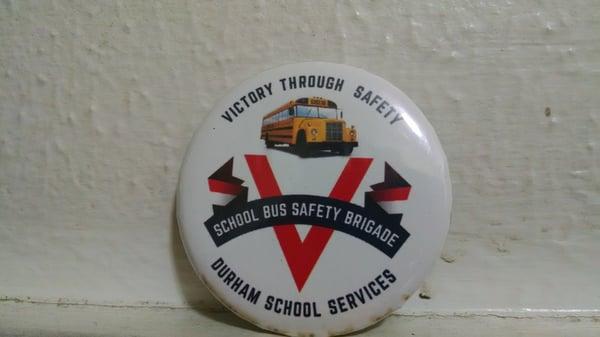 VICTORY THROUGH SAFETY
SCHOOL BUS SAFETY BRIGADE
DURHAM SCHOOL SERVICES